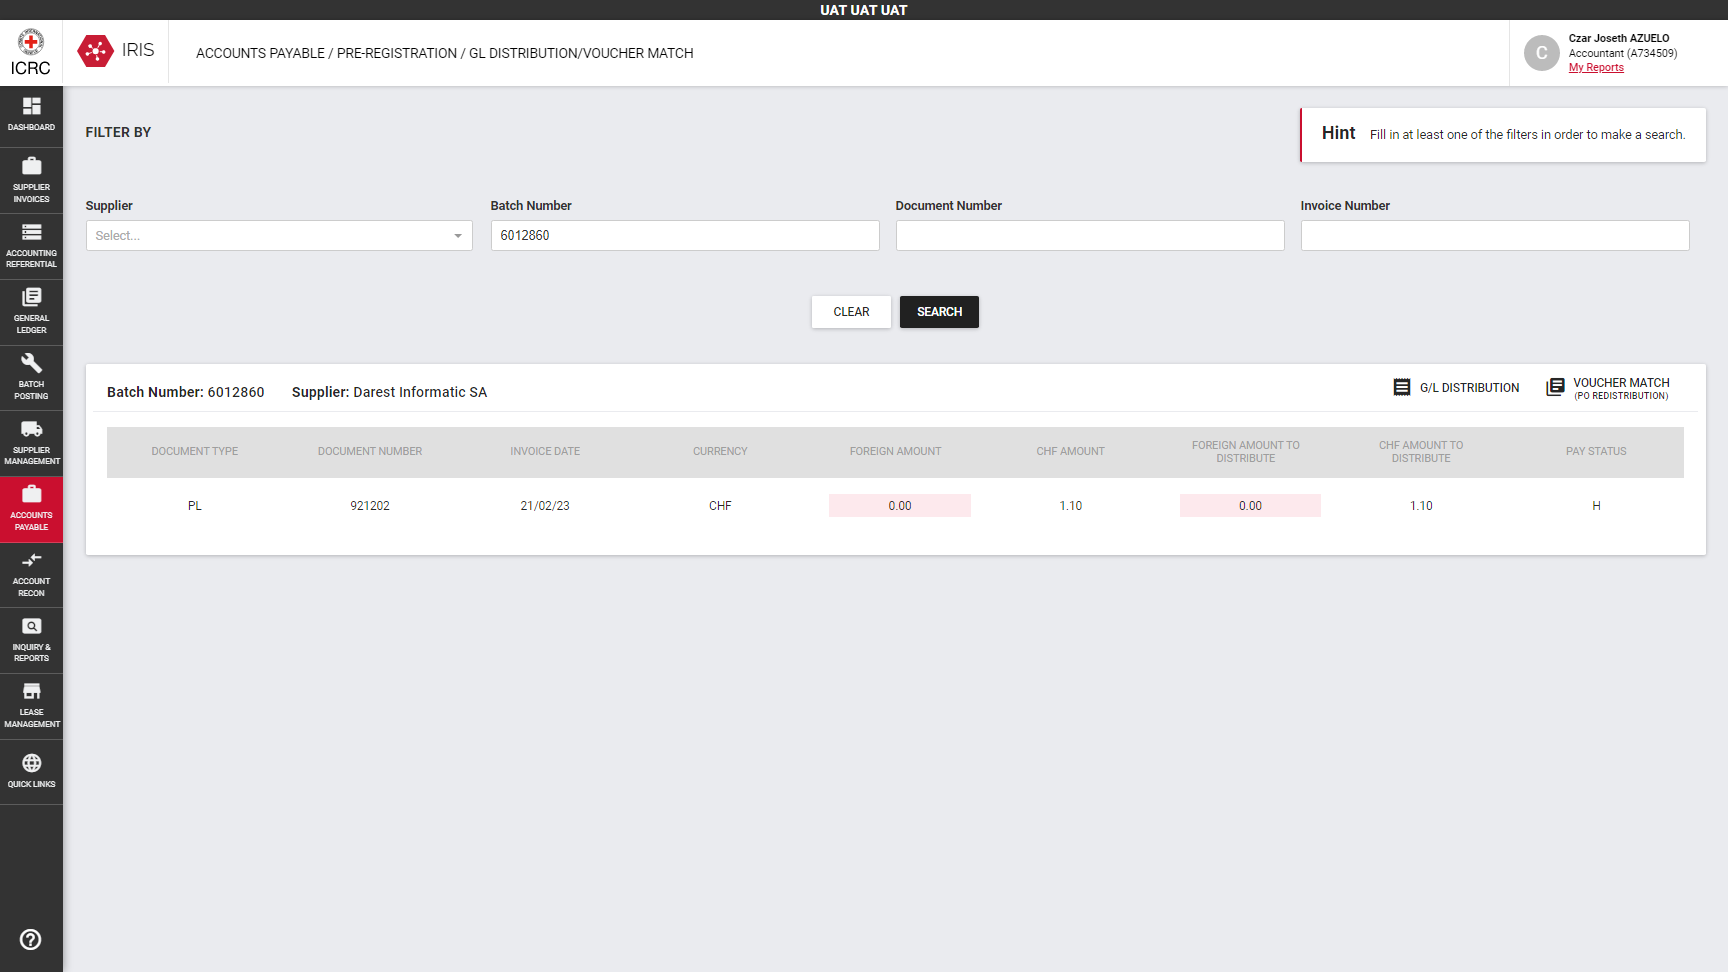 UAT UAT UAT
ICRC
IRIS
ACCOUNTS PAYABLE / PRE-REGISTRATION / GL DISTRIBUTION/VOUCHER MATCH
C
Czar Joseth AZUELO
Accountant (A734509)
My Reports
DASHBOARD
SUPPLIER
INVOICES
ACCOUNTING
REFERENTIAL
GENERAL
LEDGER
BATCH
POSTING
SUPPLIER
MANAGEMENT
ACCOUNTS
PAYABLE
ACCOUNT
RECON
INQUIRY &
REPORTS
LEASE
MANAGEMENT
QUICK LINKS
FILTER BY
Hint Fill in at least one of the filters in order to make a search.
Supplier Batch Number Document Number Invoice Number
Select... 6012860
CLEAR SEARCH
Batch Number: 6012860 Supplier: Darest Informatic SA
G/L DISTRIBUTION
VOUCHER MATCH
(PO REDISTRIBUTION)
DOCUMENT TYPE DOCUMENT NUMBER INVOICE DATE CURRENCY FOREIGN AMOUNT CHF AMOUNT FOREIGN AMOUNT TO DISTRIBUTE CHF AMOUNT TO DISTRIBUTE PAY STATUS
PL 921202 21/02/23 CHF 0.00 1.10 0.00 1.10 H